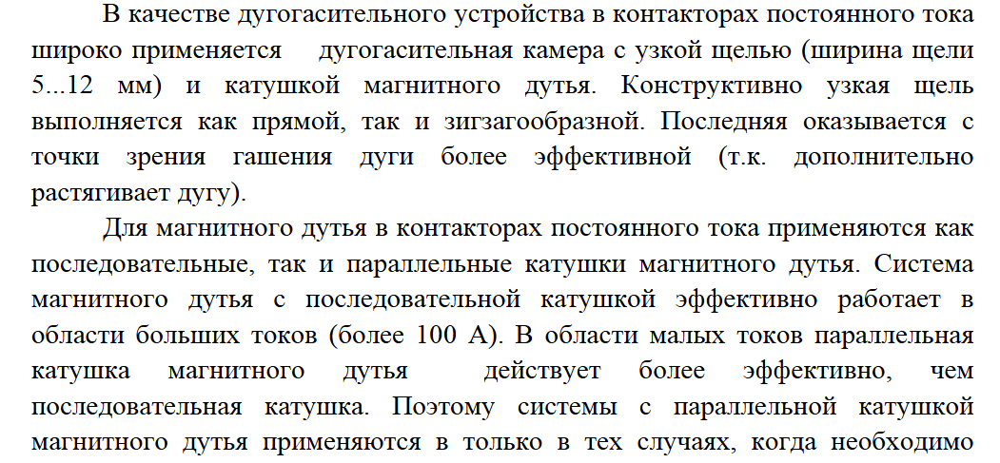 В качестве дугогасительного устройства в контакторах постоянного тока
широко применяется дугогасительная камера с узкой щелью (ширина щели
5...12 мм) и катушкой магнитного дутья. Конструктивно узкая щель
выполняется как прямой, так и зигзагообразной. Последняя оказывается с
точки зрения гашения дуги более эффективной (т.к. дополнительно
растягивает дугу).
Для магнитного дутья в контакторах постоянного тока применяются как
последовательные, так и параллельные катушки магнитного дутья. Система
магнитного дутья с последовательной катушкой эффективно работает в
области больших токов (более 100 А). В области малых токов параллельная
катушка магнитного дутья действует более эффективно, чем
последовательная катушка. Поэтому системы с параллельной катушкой
магнитного дутья применяются в только в тех случаях, когда необходимо